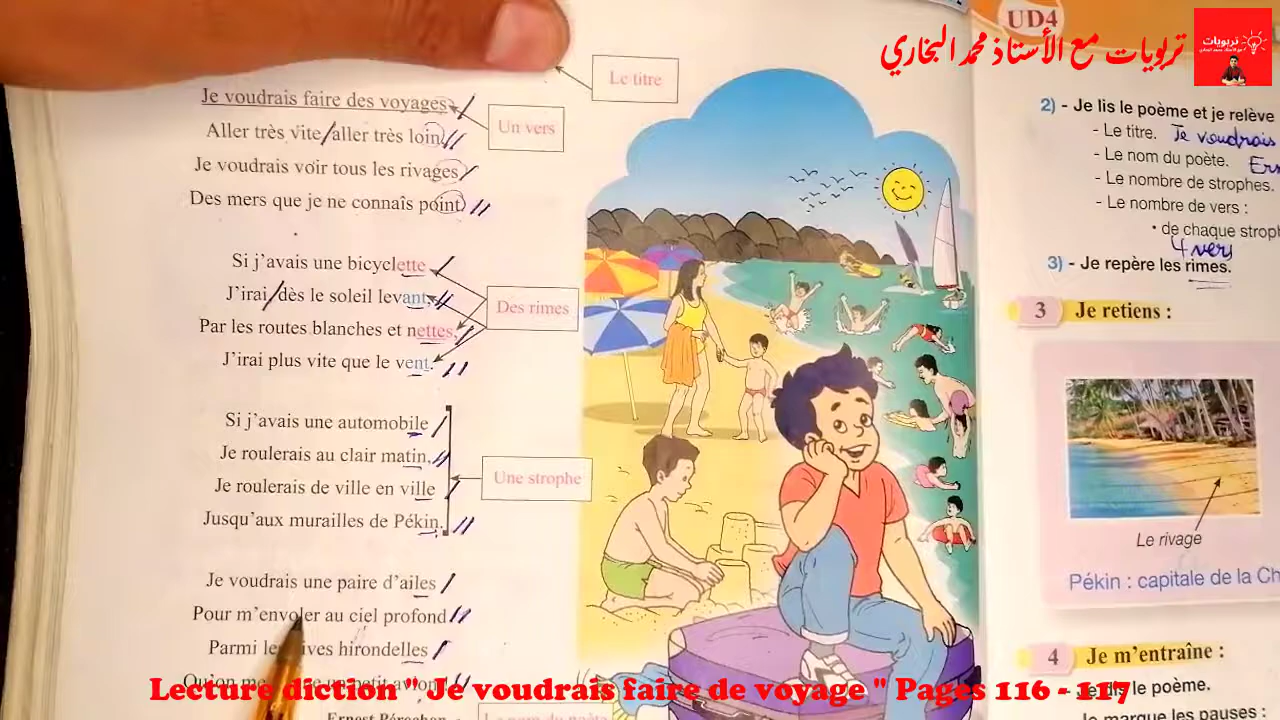 Je voudrais faire des voyages
Aller très vite, aller très loin
Je voudrais voir tous les rivages
Des mers que je ne connais point
Si j'avais une bicyclette
J'irai, dès le soleil levant,
Par les routes blanches et nettes,
J'irai plus vite que le vent.
Si j'avais une automobile
Je roulerais au clair matin,
Je roulerais de ville en ville
Jusqu'aux murailles de Pékin.
Je voudrais une paire d'ailes
Pour m'envoler au ciel profond
Parmi les vives hirondelles
Le titre
Un vers
Des rimes
Une strophe
Le nom du poète
UD4
تربويات مع الأستاذ محمد البخاري
تربويات
2) - Je lis le poème et je relève
- Le titre. Je voudrais
- Le nom du poète.
- Le nombre de strophes.
- Le nombre de vers :
• de chaque
4 vers
3) - Je repère les rimes.
3 Je retiens :
Le rivage
Pékin : capitale de la
4 Je m'entraîne :
- Je lis le poème.
- Je marque les pauses :
Lecture diction " Je voudrais faire de voyage " Pages 116 - 117